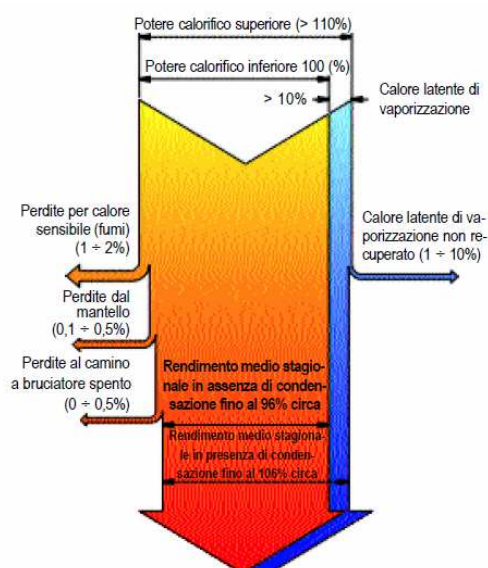 Potere calorifico superiore (> 110%)
Potere calorifico inferiore 100 (%)
> 10%
Calore latente di
vaporizzazione
Perdite per calore
sensibile (fumi)
(1 ÷ 2%)
Calore latente di va-
porizzazione non re-
cuperato (1 ÷ 10%)
Perdite dal
mantello
(0,1 ÷ 0,5%)
Perdite al camino
a bruciatore spento
(0 ÷ 0,5%)
Rendimento medio stagio-
nale in assenza di conden-
sazione fino al 96% circa
Rendimento medio stagiona-
le in presenza di conden-
sazione fino al 106% circa